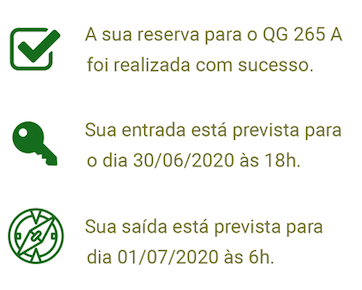 A sua reserva para o QG 265 A
foi realizada com sucesso.
Sua entrada está prevista para
o dia 30/06/2020 às 18h.
Sua saída está prevista para
dia 01/07/2020 às 6h.